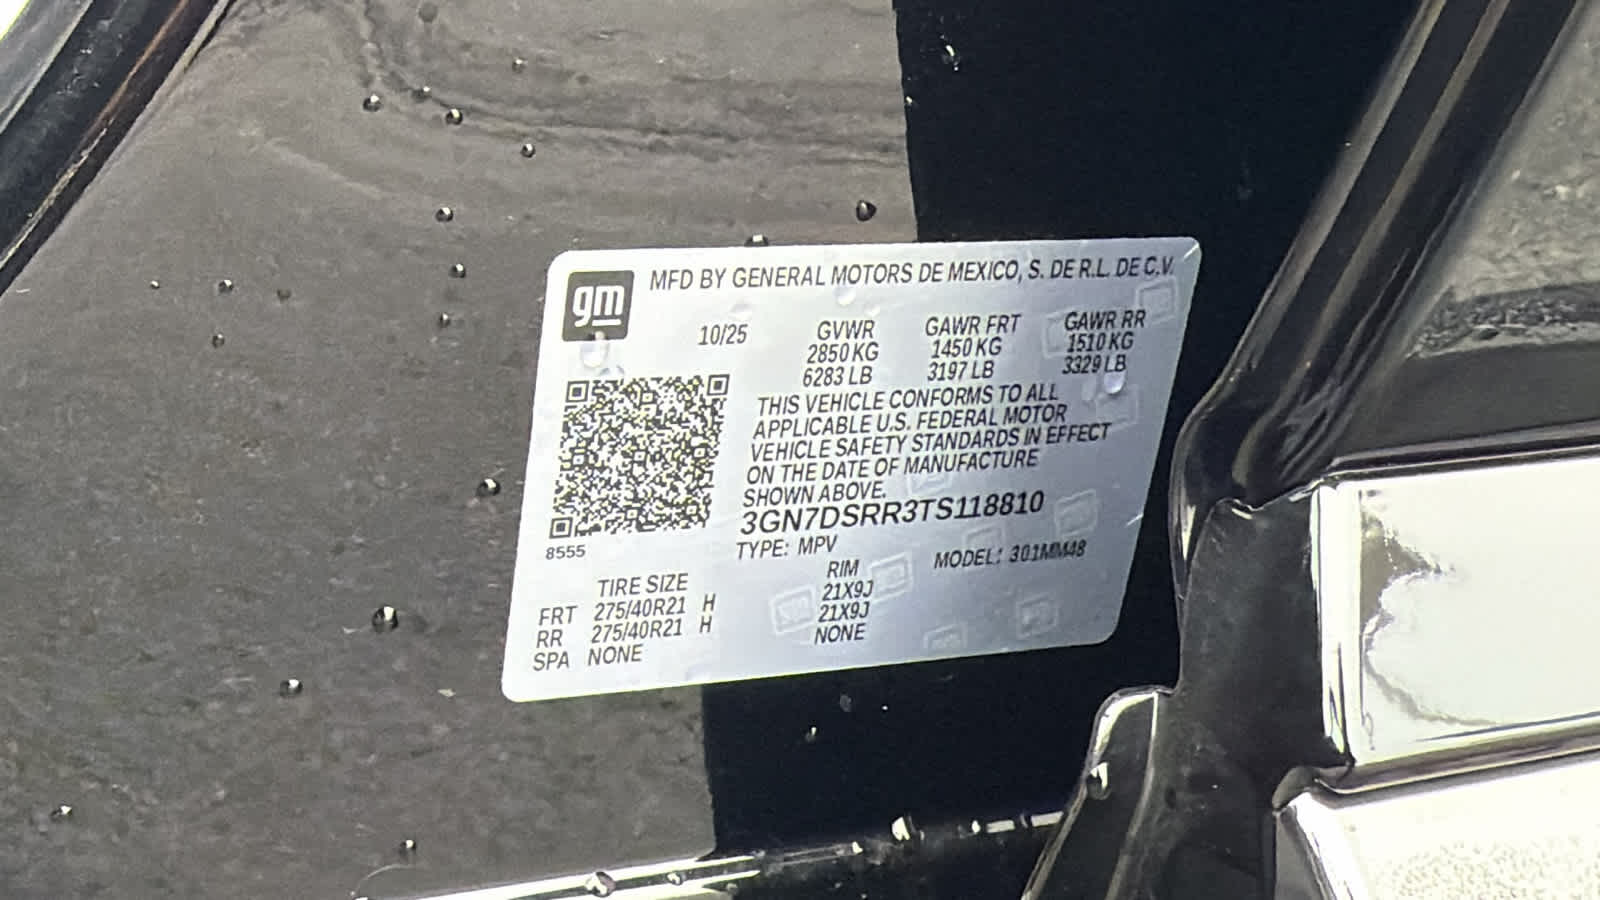 gm
MFD BY GENERAL MOTORS DE MEXICO, S. DE R.L. DE C.V.
10/25 GVWR GAWR FRT GAWR RR
2850 KG 1450 KG 1510 KG
6283 LB 3197 LB 3329 LB
THIS VEHICLE CONFORMS TO ALL
APPLICABLE U.S. FEDERAL MOTOR
VEHICLE SAFETY STANDARDS IN EFFECT
ON THE DATE OF MANUFACTURE
SHOWN ABOVE.
3GN7DSRR3TS118810
8555
TYPE: MPV MODEL: 301MM48
TIRE SIZE RIM
FRT 275/40R21 H 21X9J
RR 275/40R21 H 21X9J
SPA NONE NONE